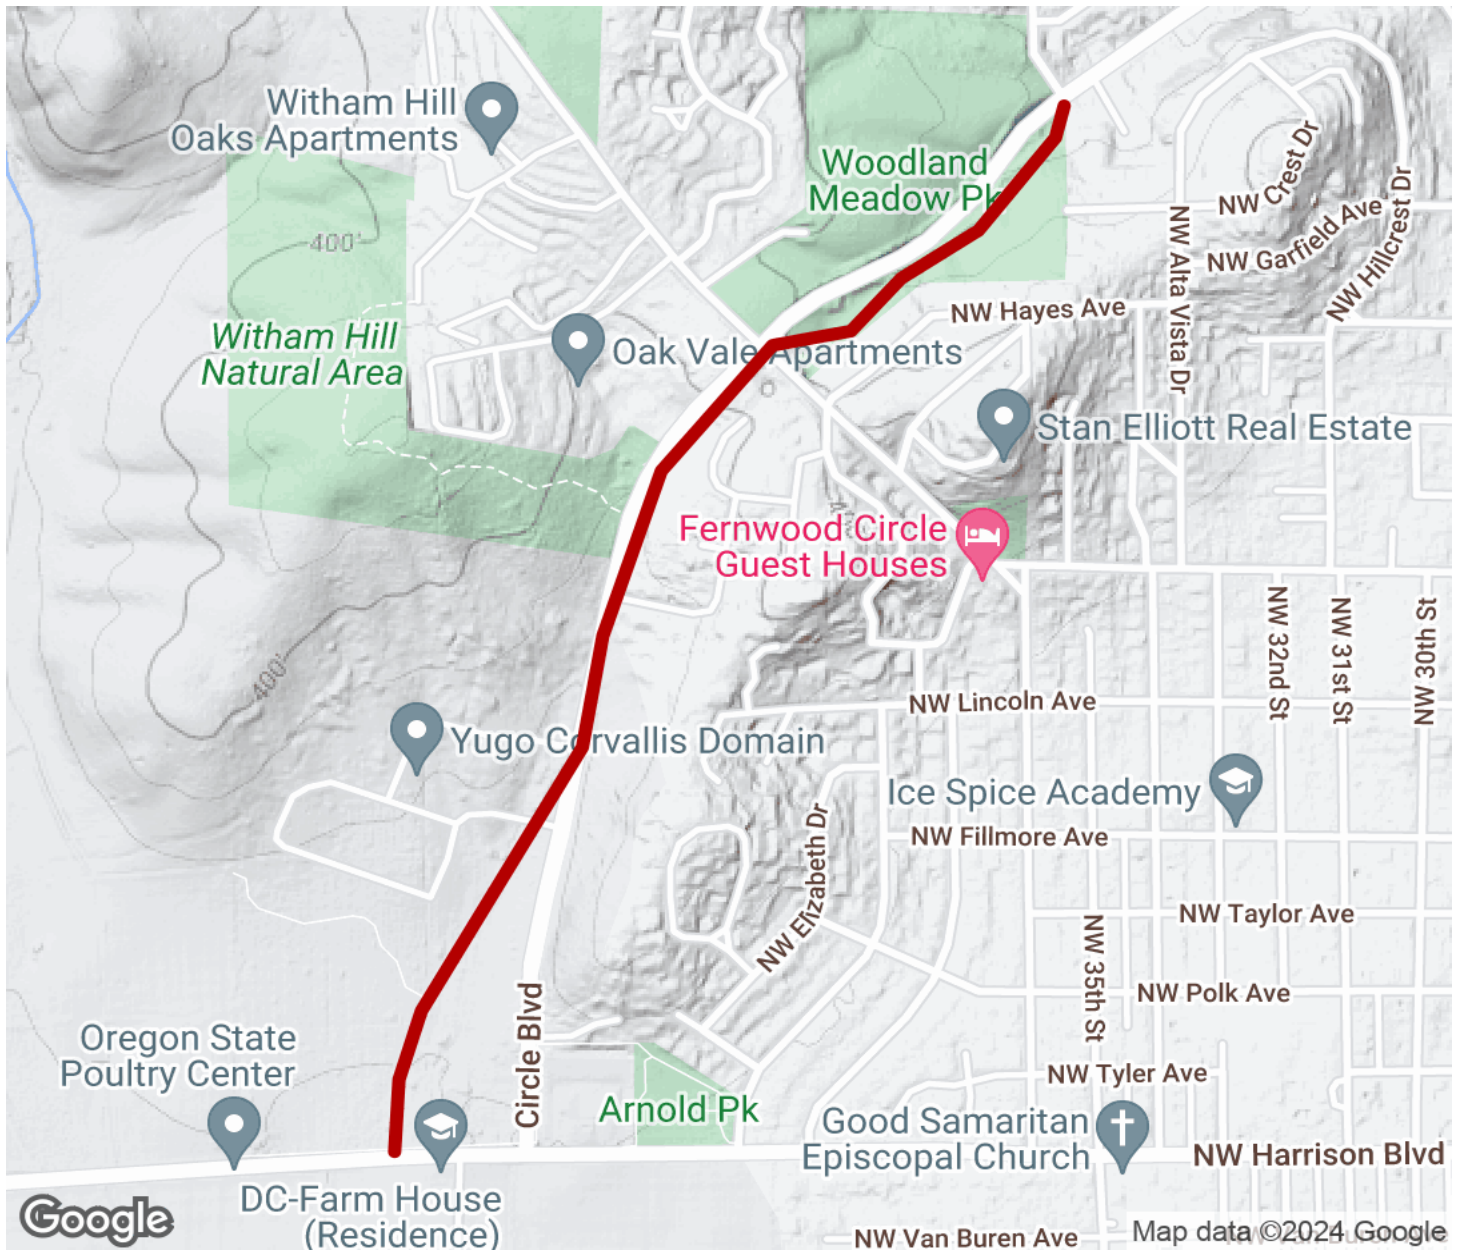 Witham Hill
Oaks Apartments
Woodland
Meadow Pk
NW Crest Dr
NW Garfield Ave
NW Hillcrest Dr
NW Alta Vista Dr
400'
NW Hayes Ave
Witham Hill
Natural Area
Oak Vale Apartments
Stan Elliott Real Estate
Fernwood Circle
Guest Houses
NW 32nd St
NW 31st St
NW 30th St
400'
NW Lincoln Ave
Yugo Corvallis Domain
Ice Spice Academy
NW Elizabeth Dr
NW Fillmore Ave
NW Taylor Ave
NW 35th St
NW Polk Ave
Circle Blvd
Oregon State
Poultry Center
NW Tyler Ave
Arnold Pk
Good Samaritan
Episcopal Church
NW Harrison Blvd
DC-Farm House
(Residence)
Google
NW Van Buren Ave
Map data ©2024 Google